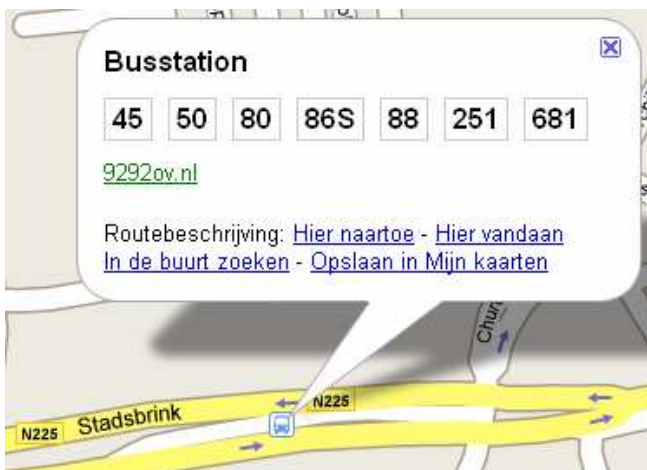 Busstation
45 50 80 86S 88 251 681
9292ov.nl
Routebeschrijving: Hier naartoe - Hier vandaan
In de buurt zoeken - Opslaan in Mijn kaarten
N225
Stadsbrink
N225